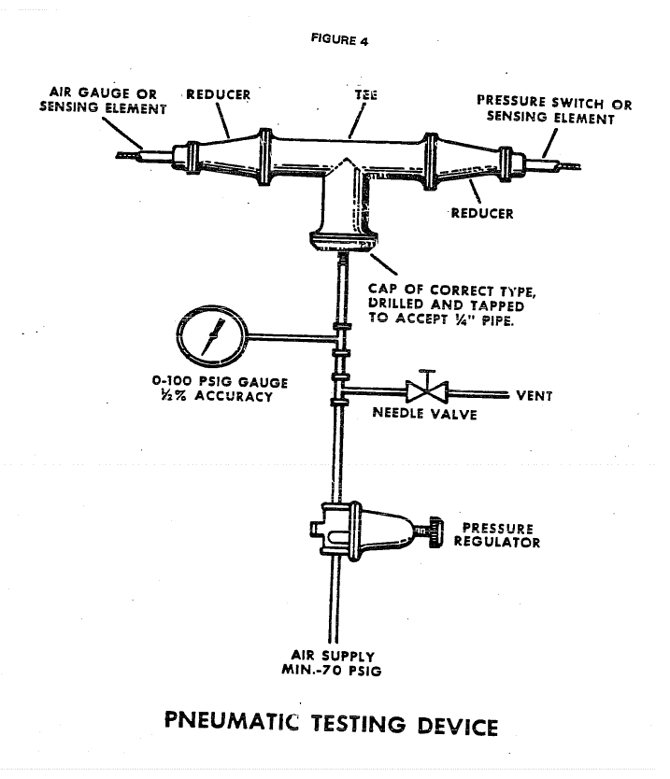 FIGURE 4
AIR GAUGE OR
SENSING ELEMENT
REDUCER
TEE
PRESSURE SWITCH OR
SENSING ELEMENT
REDUCER
CAP OF CORRECT TYPE,
DRILLED AND TAPPED
TO ACCEPT ¼" PIPE.
0-100 PSIG GAUGE
½% ACCURACY
VENT
NEEDLE VALVE
PRESSURE
REGULATOR
AIR SUPPLY
MIN.-70 PSIG
PNEUMATIC TESTING DEVICE